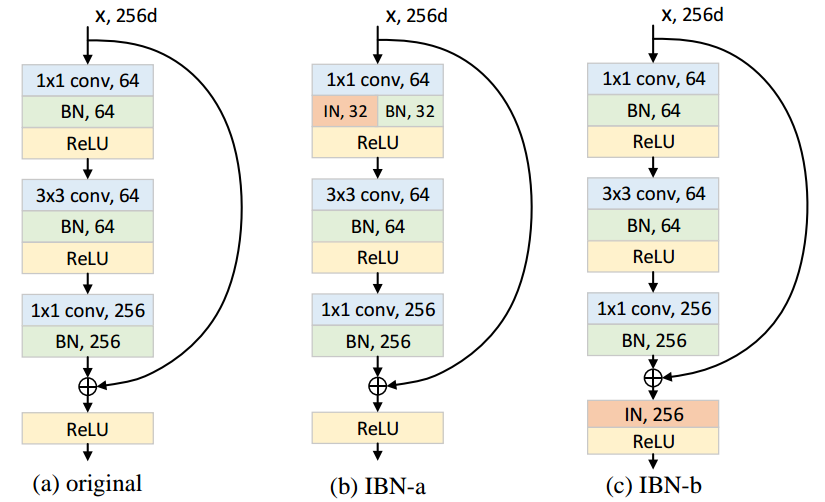 x, 256d
1x1 conv, 64
BN, 64
ReLU
3x3 conv, 64
BN, 64
ReLU
1x1 conv, 256
BN, 256
ReLU
(a) original
x, 256d
1x1 conv, 64
IN, 32 BN, 32
ReLU
3x3 conv, 64
BN, 64
ReLU
1x1 conv, 256
BN, 256
ReLU
(b) IBN-a
x, 256d
1x1 conv, 64
BN, 64
ReLU
3x3 conv, 64
BN, 64
ReLU
1x1 conv, 256
BN, 256
IN, 256
ReLU
(c) IBN-b